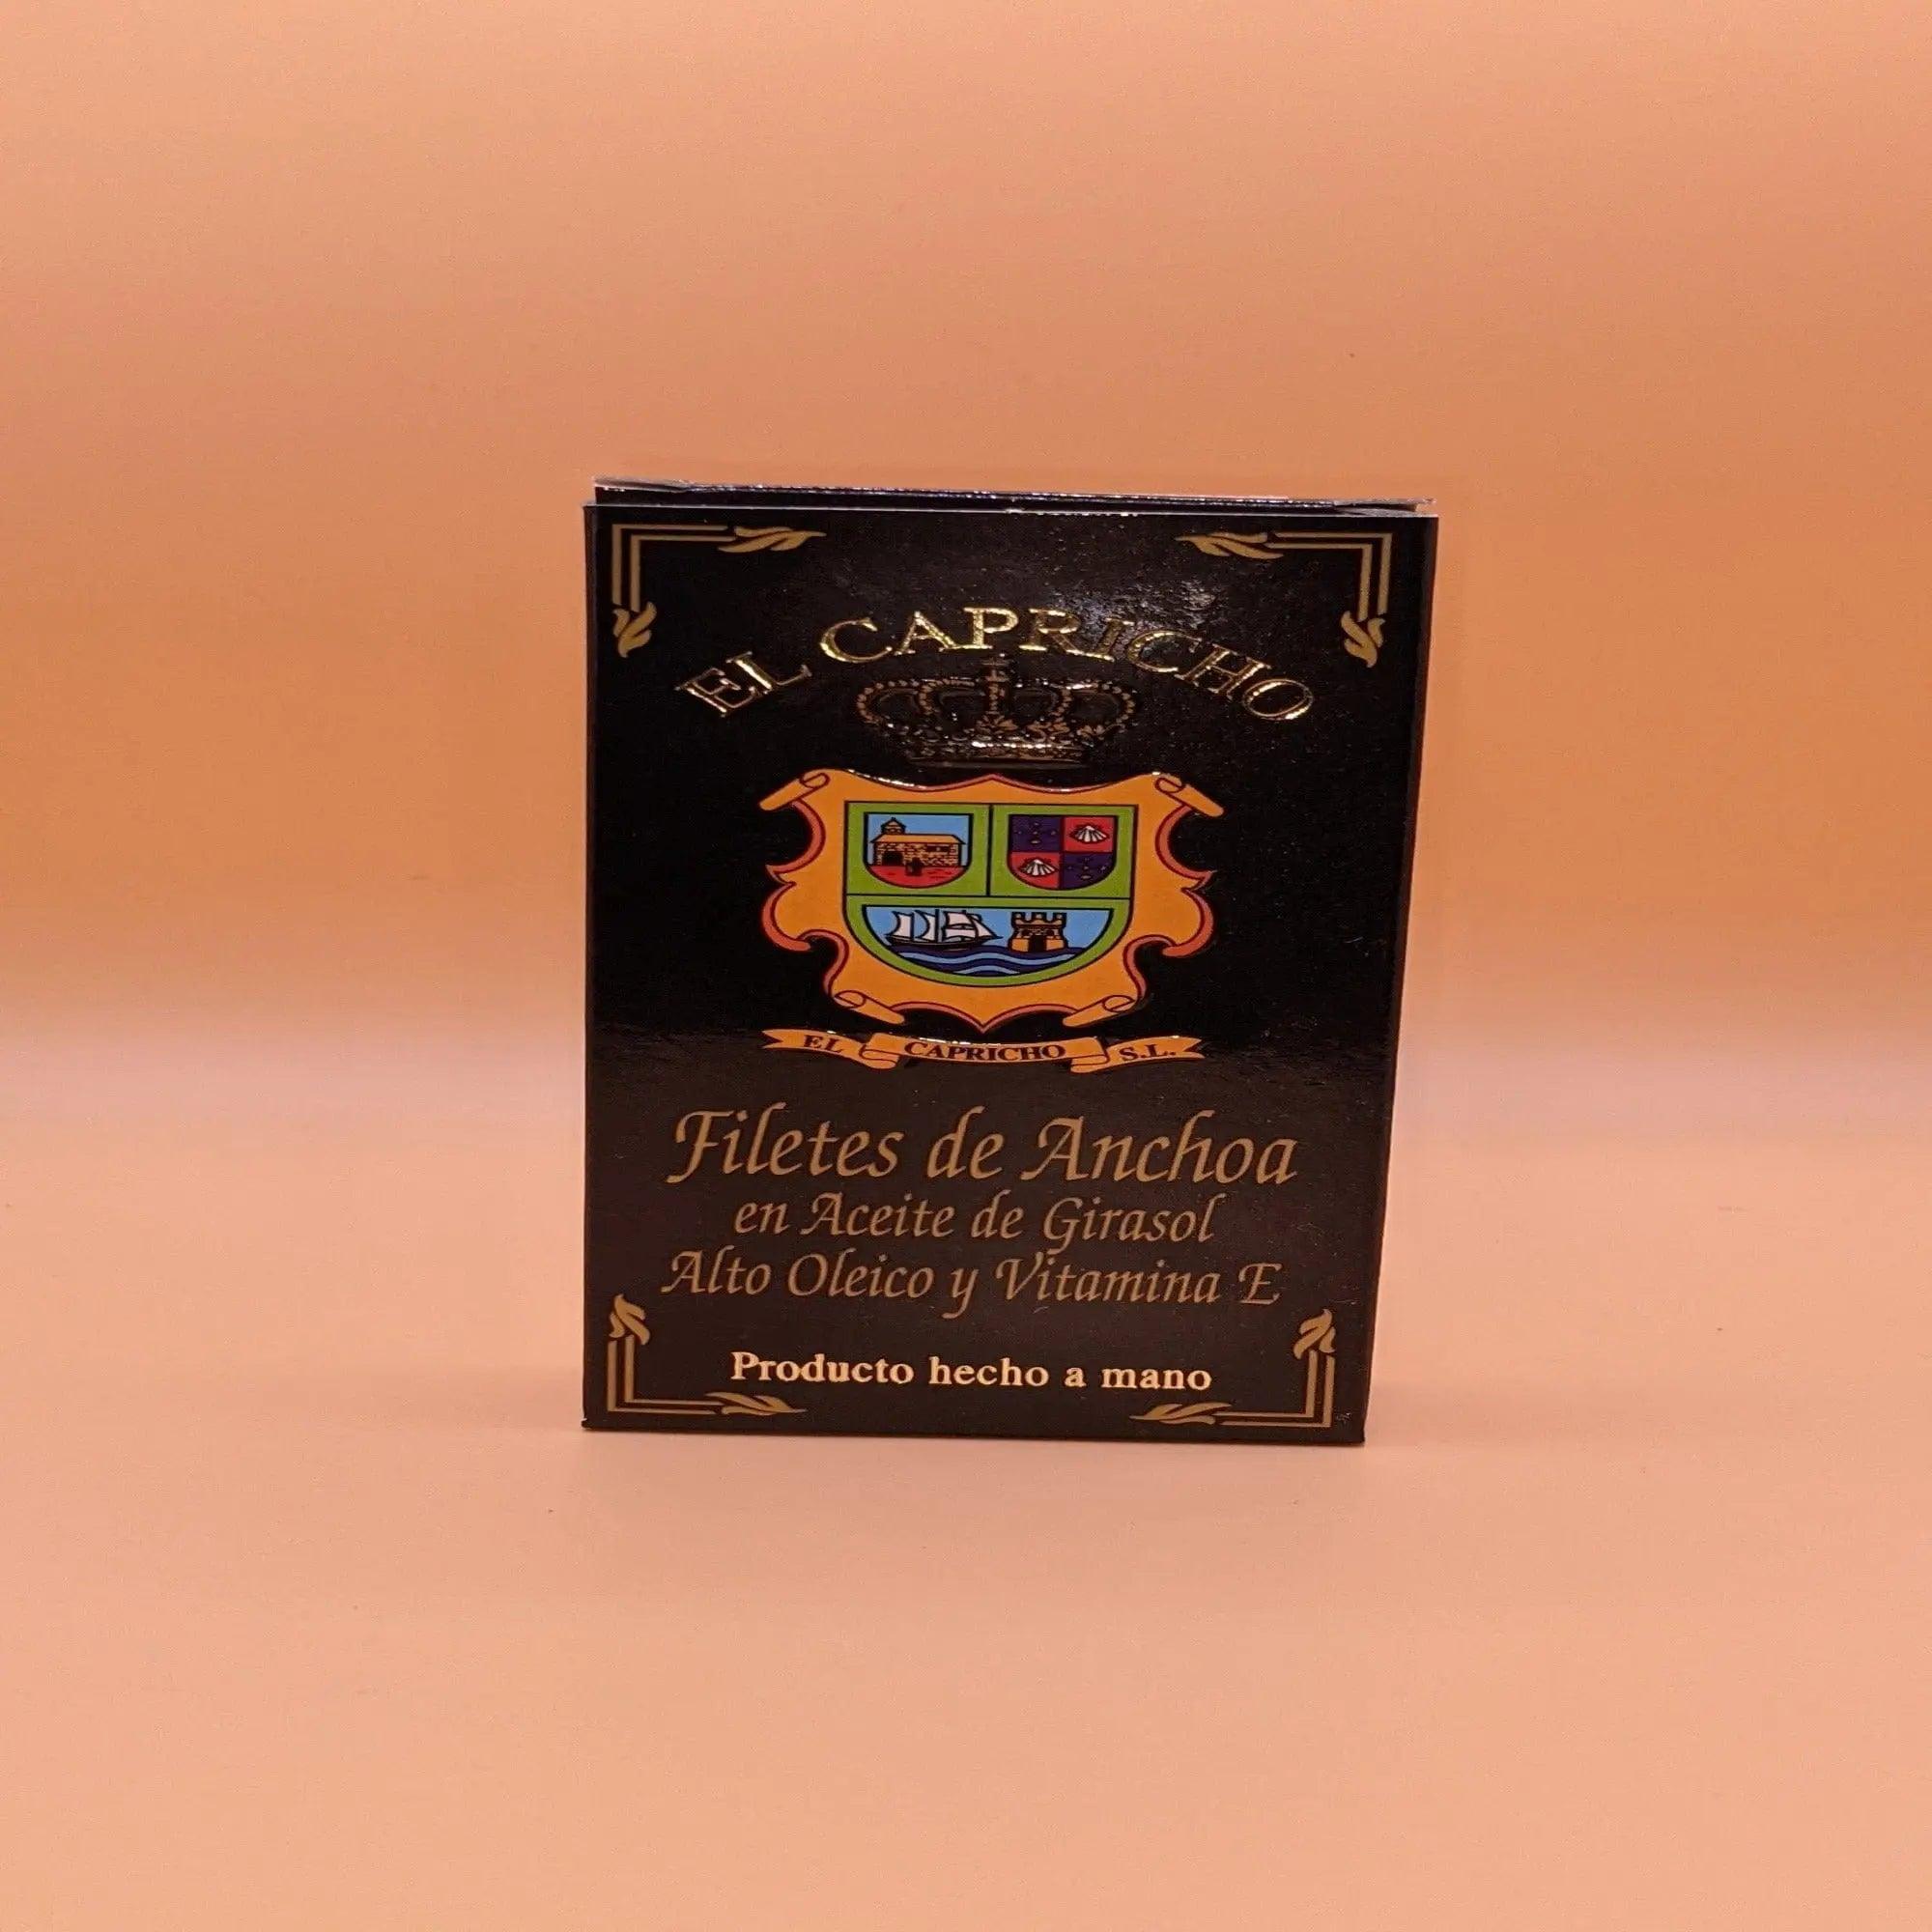 EL CAPRICHO
EL CAPRICHO S.L.
Filetes de Anchoa
en Aceite de Girasol
Alto Oleico y Vitamina E
Producto hecho a mano